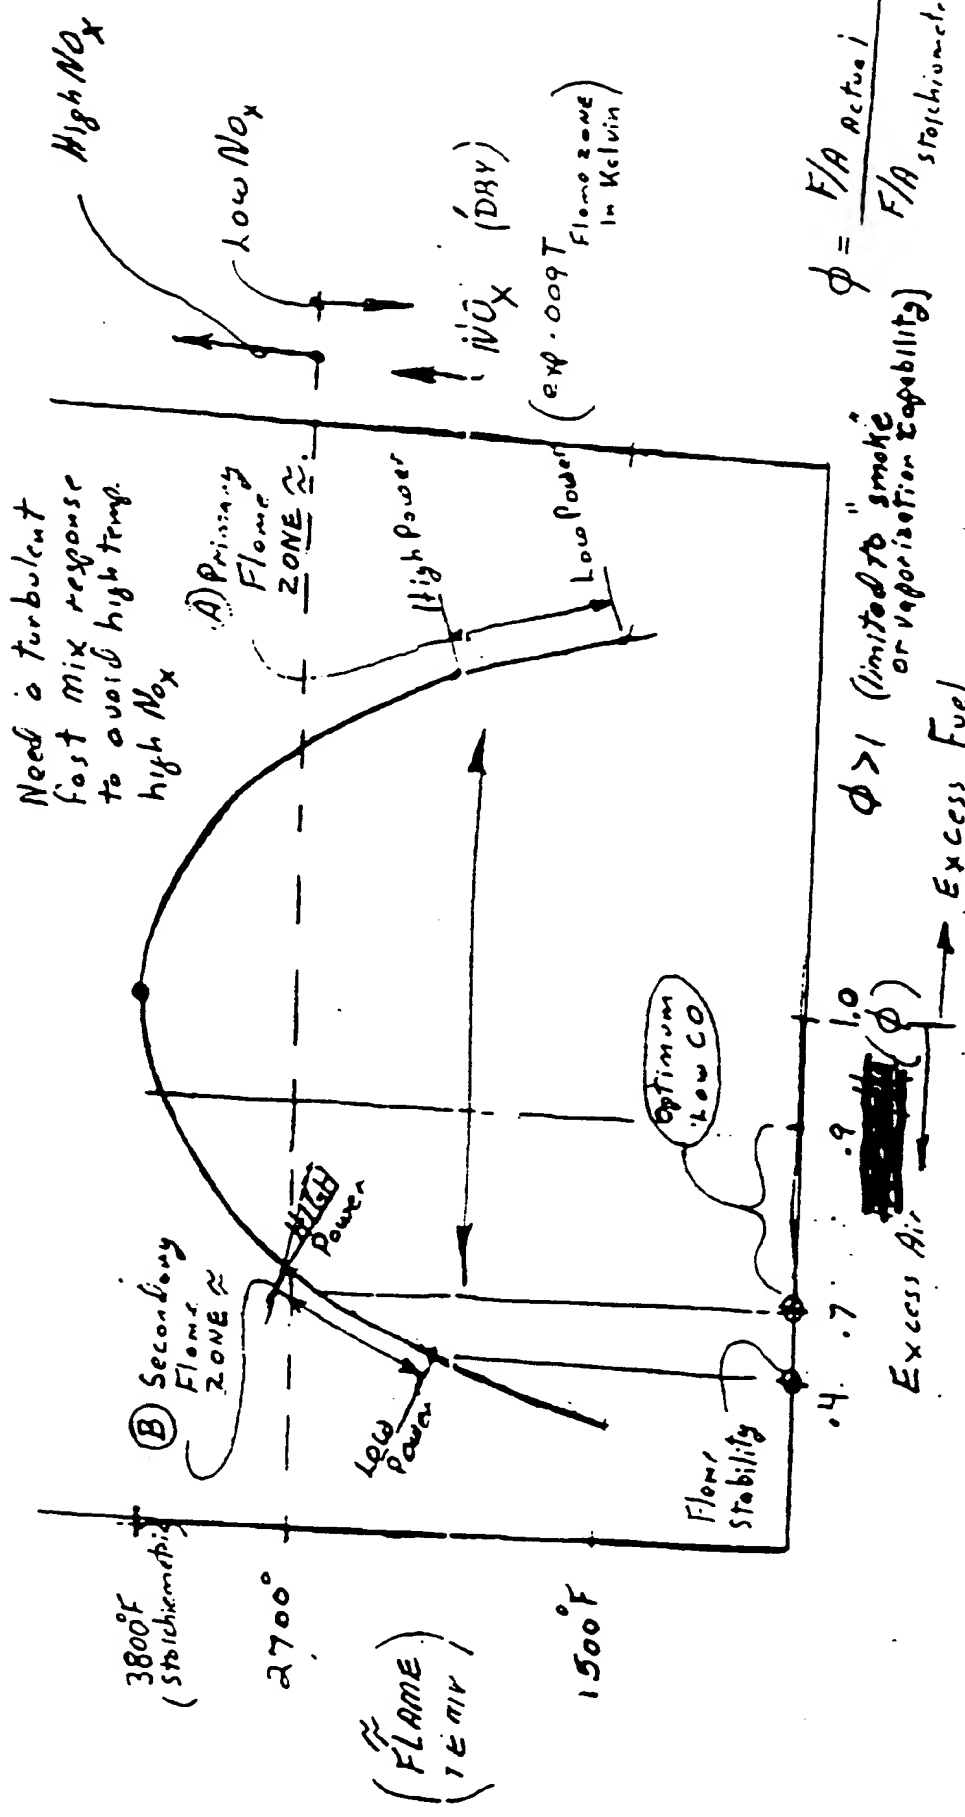 3800°F
(Stoichiometric)
2700°
(≈ FLAME TEMP)
1500°F
Ⓑ Secondary
Flame
ZONE ≈
HIGH
Power
Low
Power
Flame
Stability
Optimum
Low CO
Need a turbulent
fast mix response
to avoid high temp.
high NOx
Ⓐ Primary
Flame
ZONE ≈
High Power
Low Power
High NOx
Low NOx
NOx (DRY)
(exp .009T Flame zone
in Kelvin)
.4
.7
.9
1.0
(ϕ)
Excess Air
Excess Fuel
ϕ >1 (limited to "smoke"
or vaporization capability)
ϕ = F/A Actual
F/A